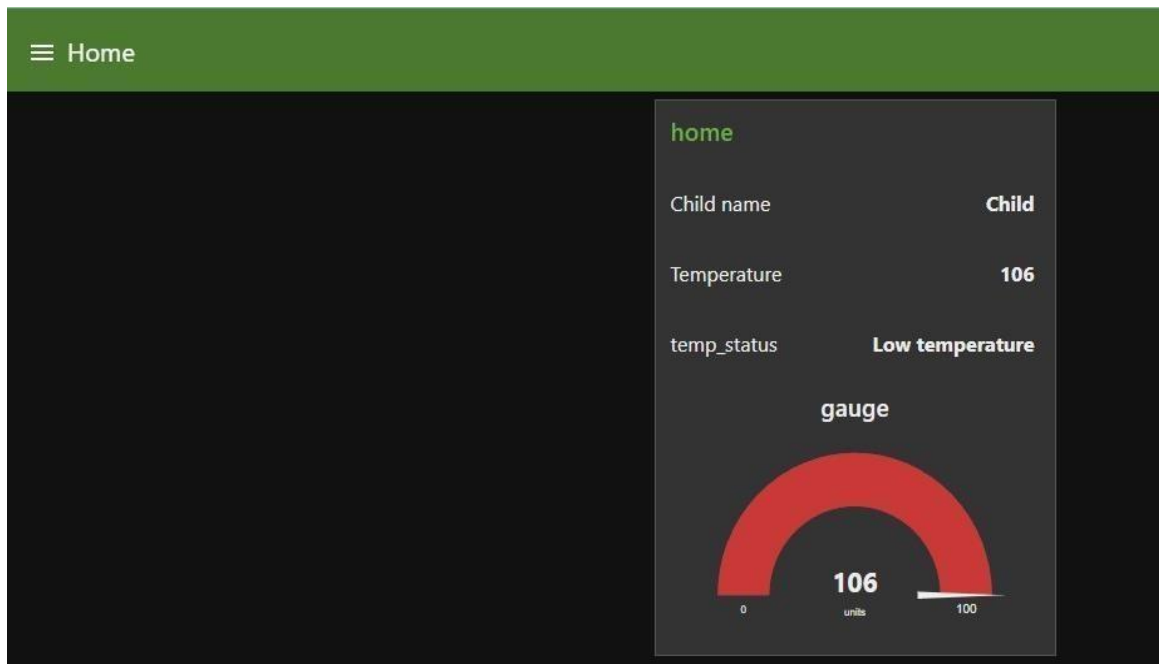 Home
home
Child name Child
Temperature 106
temp_status Low temperature
gauge
106
0 units 100